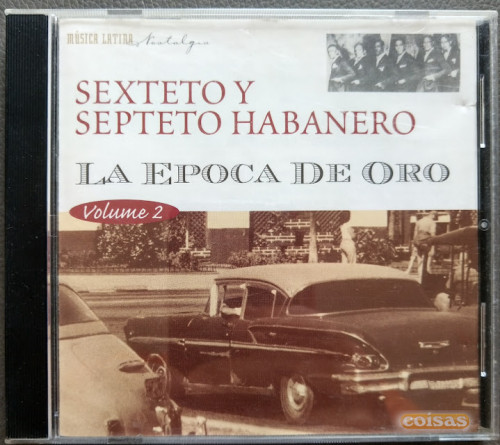 MÚSICA LATINA Nostalgia
SEXTETO Y
SEPTETO HABANERO
LA EPOCA DE ORO
Volume 2
coisas